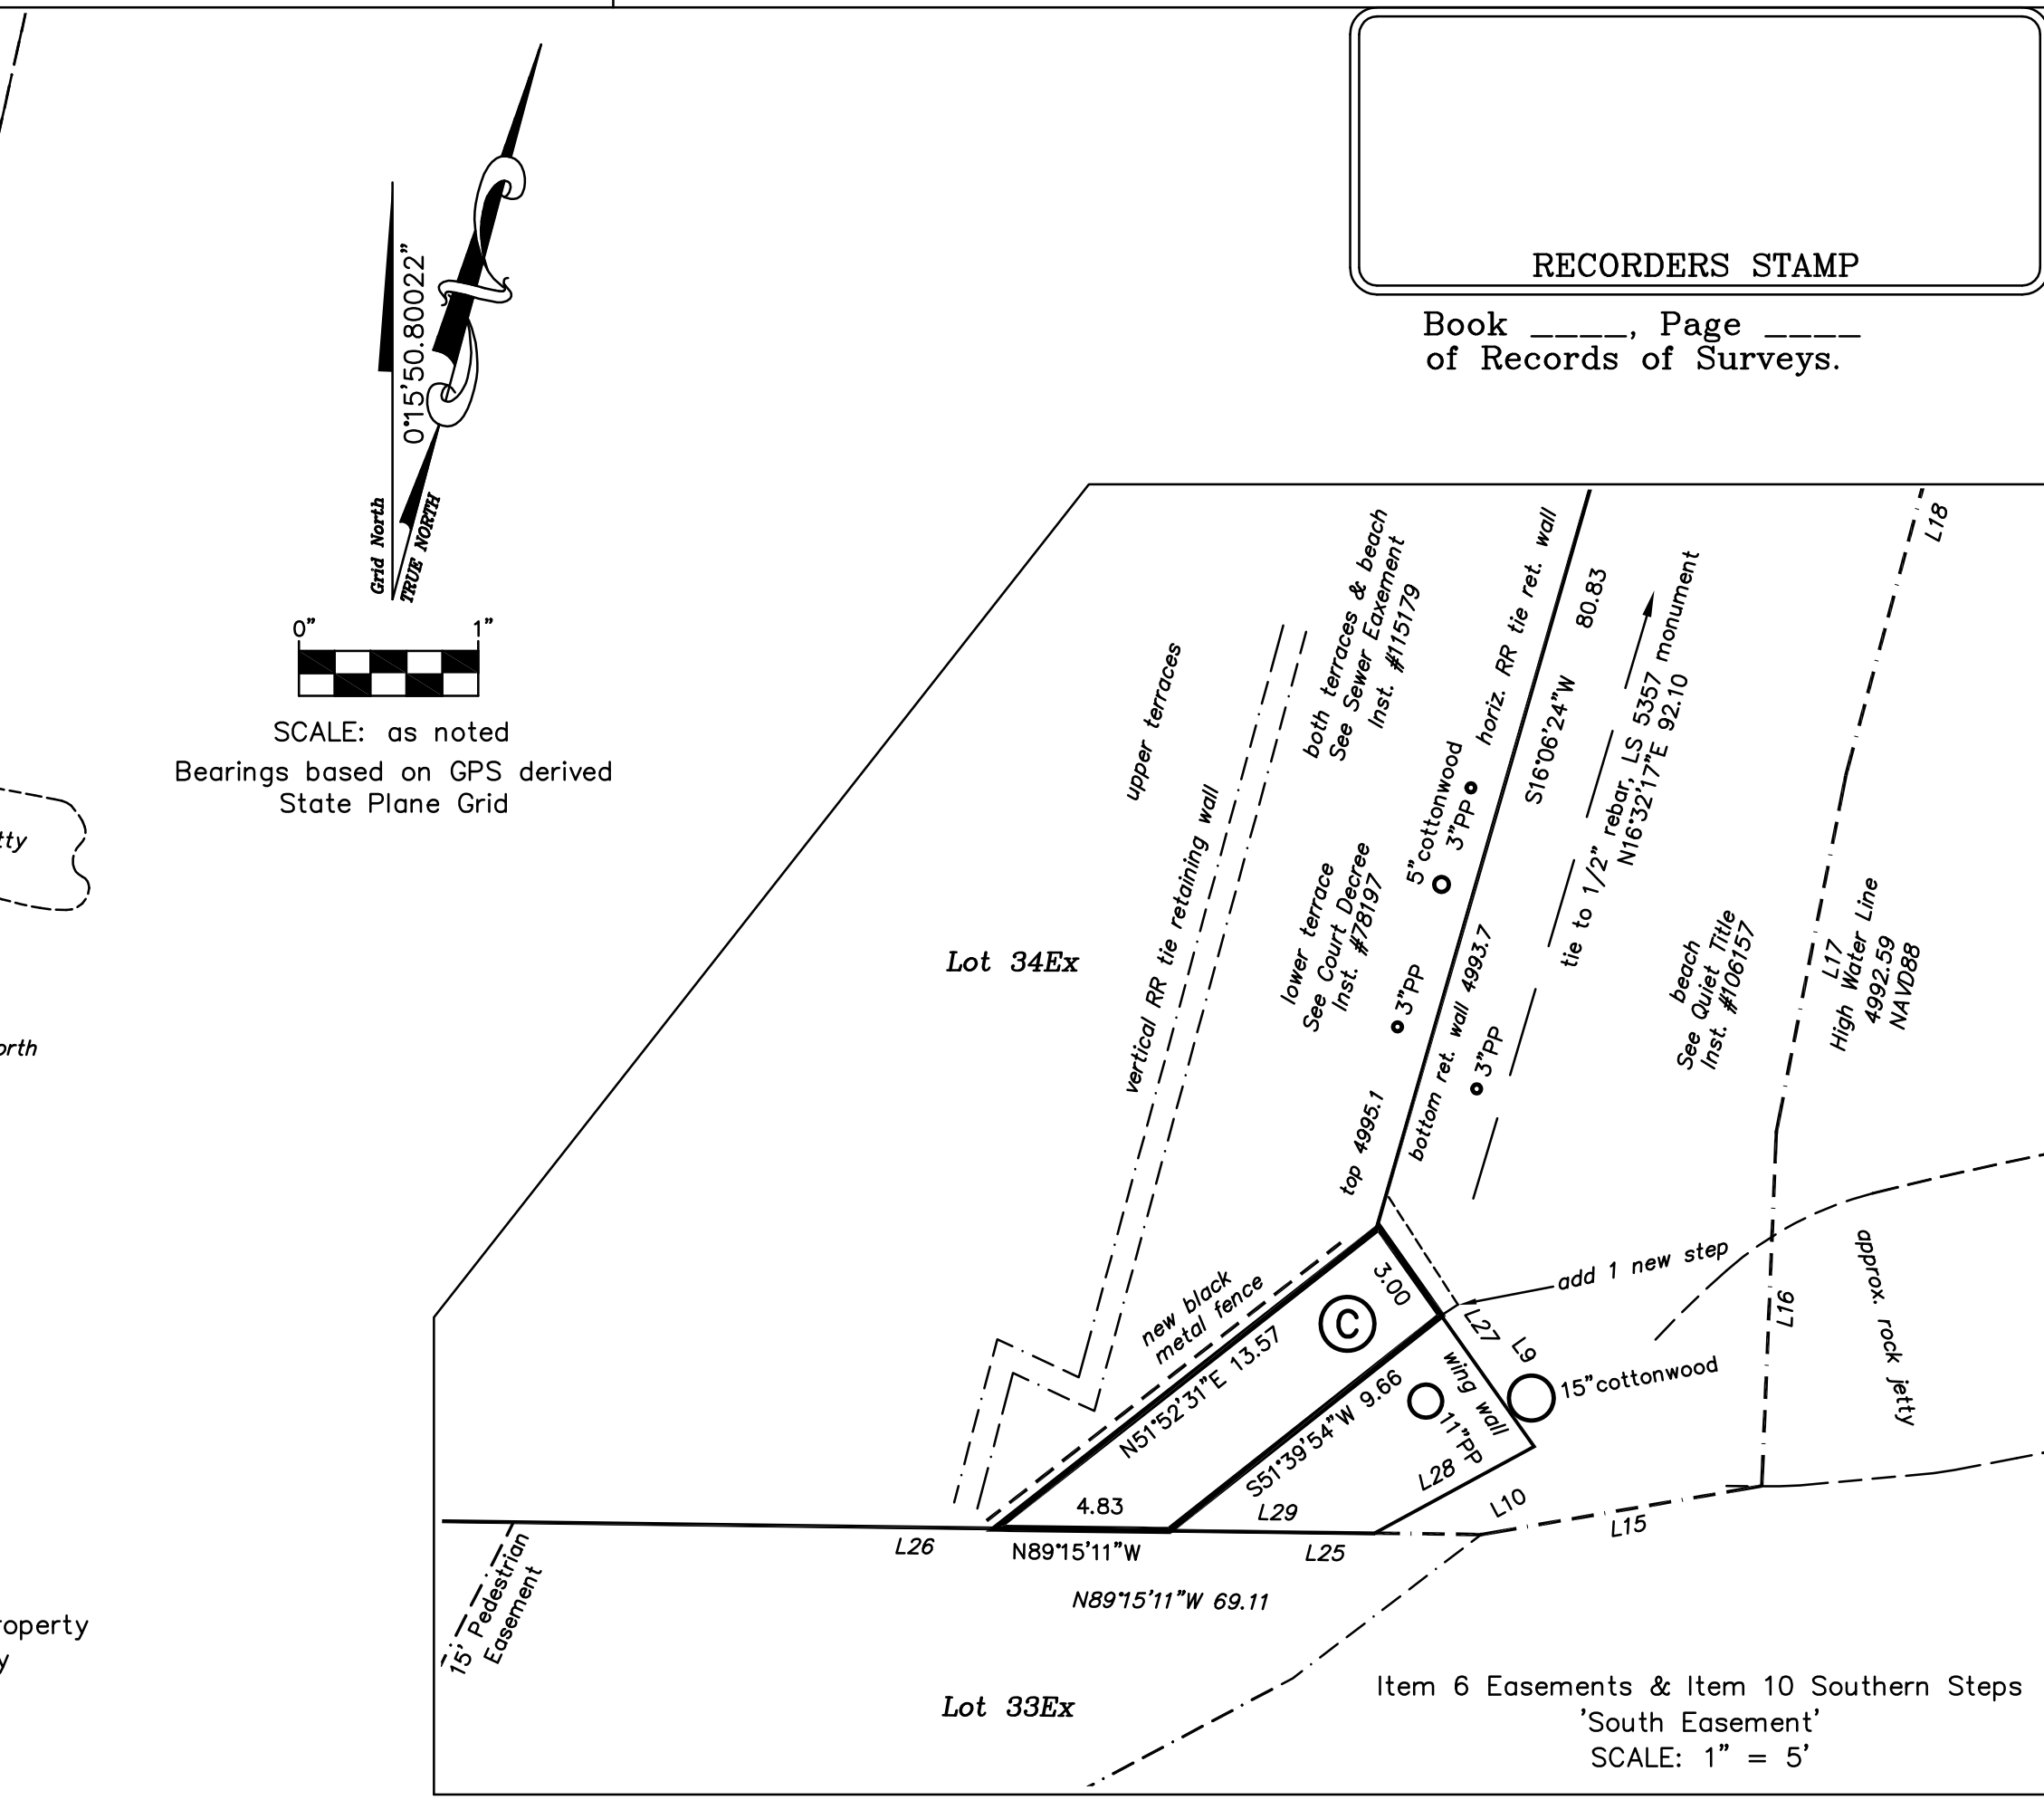 RECORDERS STAMP
Book ____, Page ____
of Records of Surveys.
0°15'50.80022"
Grid North
TRUE NORTH
0" 1"
SCALE: as noted
Bearings based on GPS derived
State Plane Grid
tty
orth
roperty
y
upper terraces
both terraces & beach
See Sewer Eaxement
Inst. #115179
horiz. RR tie ret. wall
S16°06'24"W 80.83
tie to 1/2" rebar, LS 5357 monument
N16°32'17"E 92.10
L18
vertical RR tie retaining wall
lower terrace
See Court Decree
Inst. #78197
5"cottonwood
3"PP
3"PP
3"PP
top 4995.1
bottom ret. wall 4993.7
beach
See Quiet Title
Inst. #106157
L17
High Water Line
4992.59
NAVD88
Lot 34Ex
new black
metal fence
N51°52'31"E 13.57
C
3.00
add 1 new step
L27
L9
wing wall
15"cottonwood
11"PP
S51°39'54"W 9.66
L28
L10
L16
approx. rock jetty
4.83
L29
L26
N89°15'11"W
L25
L15
N89°15'11"W 69.11
15' Pedestrian
Easement
Lot 33Ex
Item 6 Easements & Item 10 Southern Steps
'South Easement'
SCALE: 1" = 5'